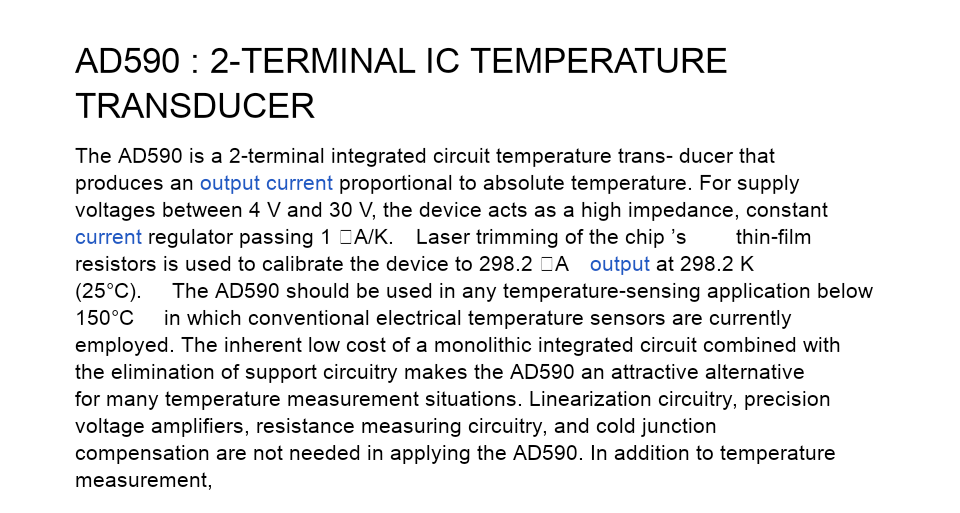 AD590 : 2-TERMINAL IC TEMPERATURE
TRANSDUCER
The AD590 is a 2-terminal integrated circuit temperature trans- ducer that
produces an output current proportional to absolute temperature. For supply
voltages between 4 V and 30 V, the device acts as a high impedance, constant
current regulator passing 1 □A/K. Laser trimming of the chip ’s thin-film
resistors is used to calibrate the device to 298.2 □A output at 298.2 K
(25°C). The AD590 should be used in any temperature-sensing application below
150°C in which conventional electrical temperature sensors are currently
employed. The inherent low cost of a monolithic integrated circuit combined with
the elimination of support circuitry makes the AD590 an attractive alternative
for many temperature measurement situations. Linearization circuitry, precision
voltage amplifiers, resistance measuring circuitry, and cold junction
compensation are not needed in applying the AD590. In addition to temperature
measurement,